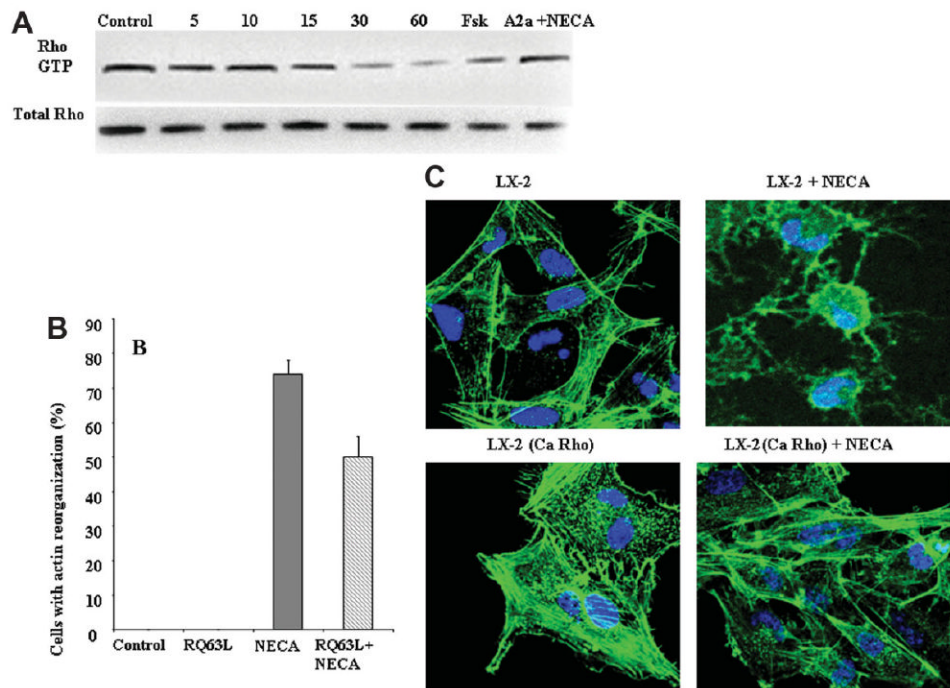 A
Control 5 10 15 30 60 Fsk A2a +NECA
Rho
GTP
Total Rho
B
B
Cells with actin reorganization (%)
90
80
70
60
50
40
30
20
10
0
Control RQ63L NECA RQ63L+
NECA
C
LX-2 LX-2 + NECA
LX-2 (Ca Rho) LX-2(Ca Rho) + NECA